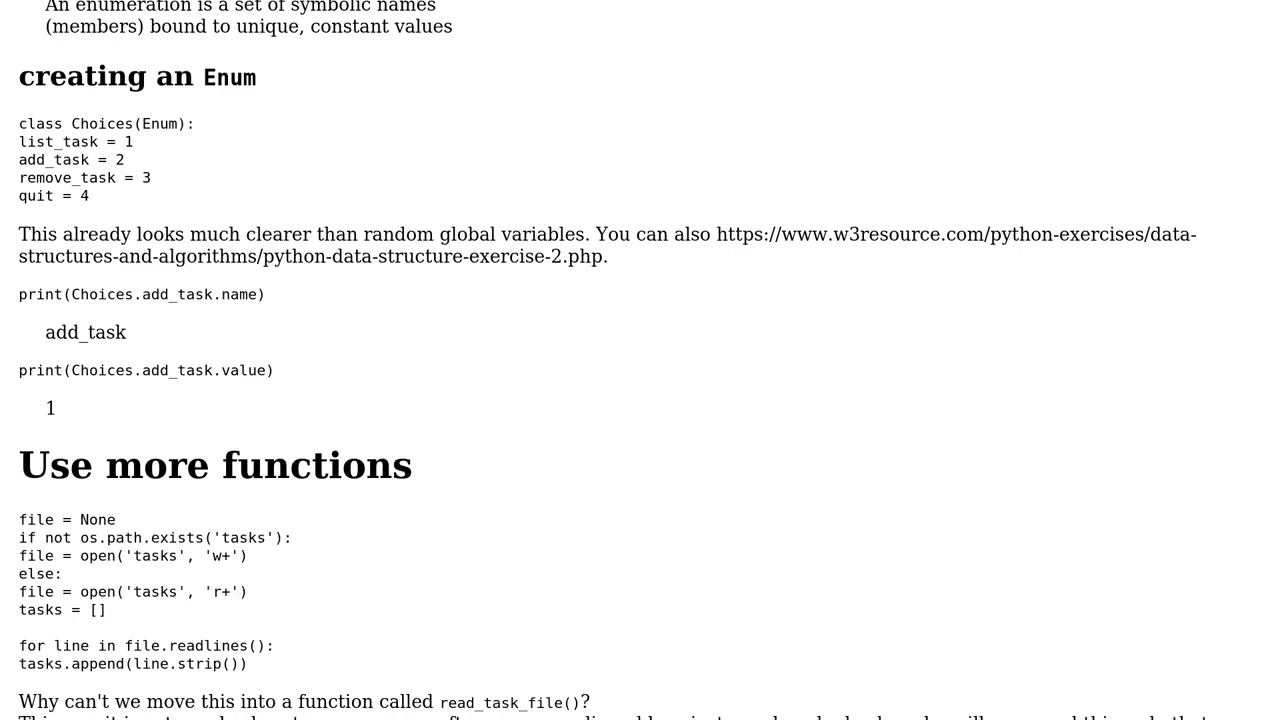 An enumeration is a set of symbolic names
(members) bound to unique, constant values
creating an Enum
class Choices(Enum):
list_task = 1
add_task = 2
remove_task = 3
quit = 4
This already looks much clearer than random global variables. You can also https://www.w3resource.com/python-exercises/data-
structures-and-algorithms/python-data-structure-exercise-2.php.
print(Choices.add_task.name)
add_task
print(Choices.add_task.value)
1
Use more functions
file = None
if not os.path.exists('tasks'):
file = open('tasks', 'w+')
else:
file = open('tasks', 'r+')
tasks = []
for line in file.readlines():
tasks.append(line.strip())
Why can't we move this into a function called read_task_file()?